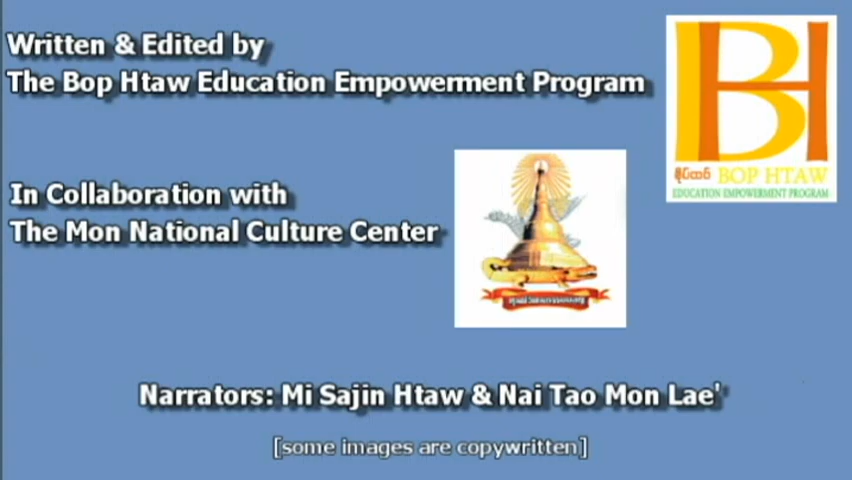 Written & Edited by
The Bop Htaw Education Empowerment Program
BOP HTAW
EDUCATION EMPOWERMENT PROGRAM
In Collaboration with
The Mon National Culture Center
Narrators: Mi Sajin Htaw & Nai Tao Mon Lae'
[some images are copywritten]